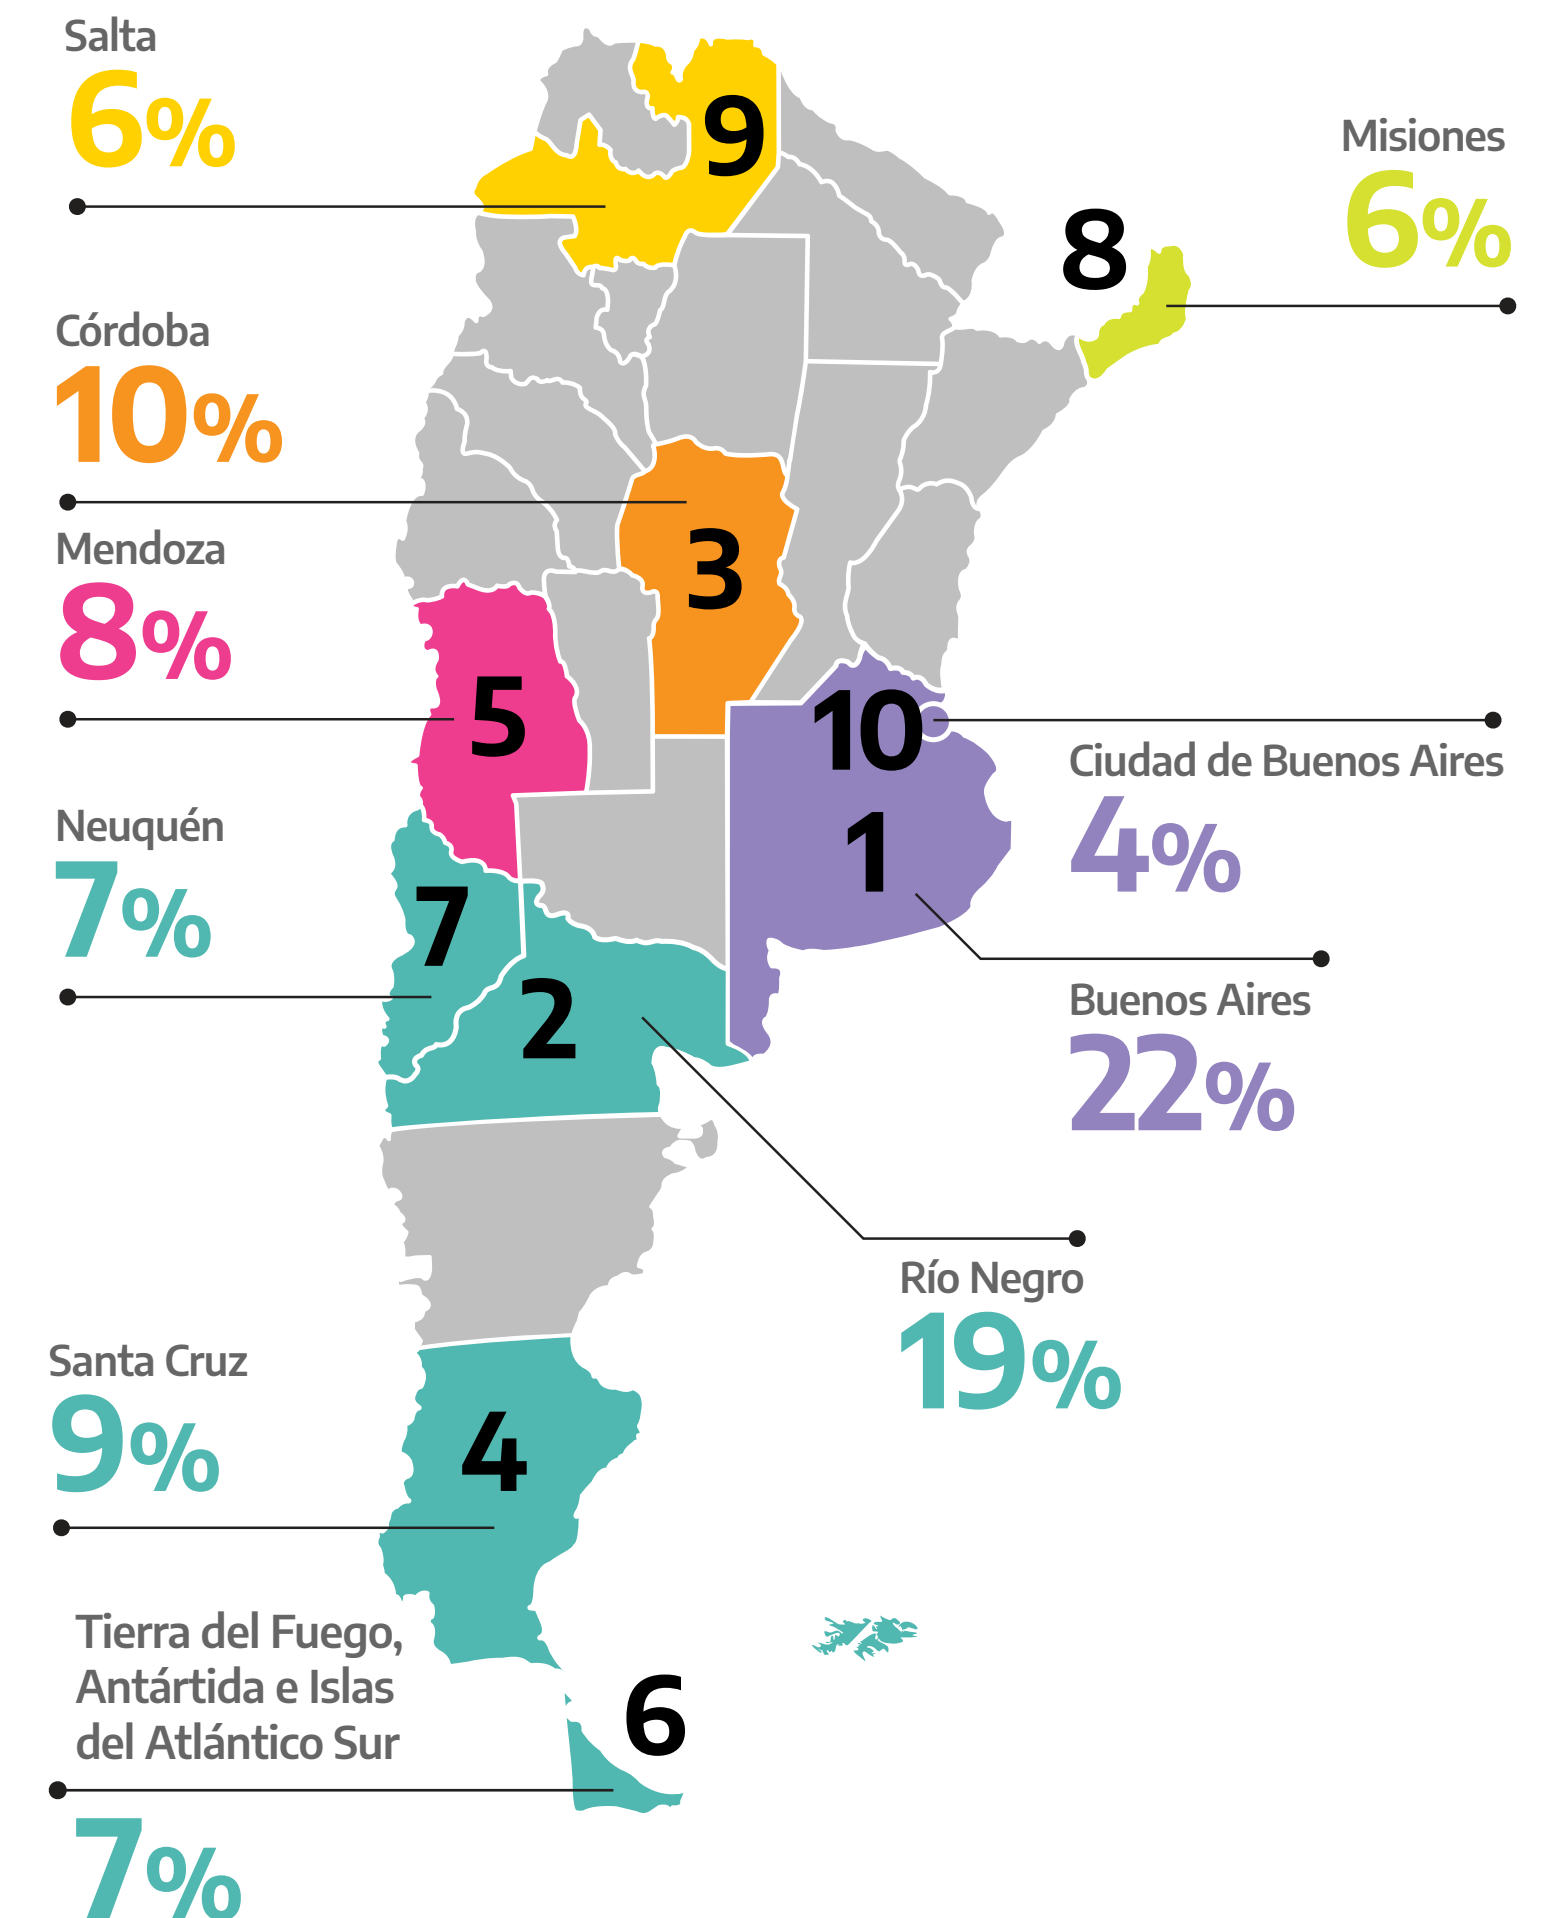 Salta
6%
9
Misiones
6%
8
Córdoba
10%
3
Mendoza
8%
5
10
Ciudad de Buenos Aires
4%
1
Buenos Aires
22%
Neuquén
7%
7
2
Río Negro
19%
Santa Cruz
9%
4
Tierra del Fuego,
Antártida e Islas
del Atlántico Sur
7%
6